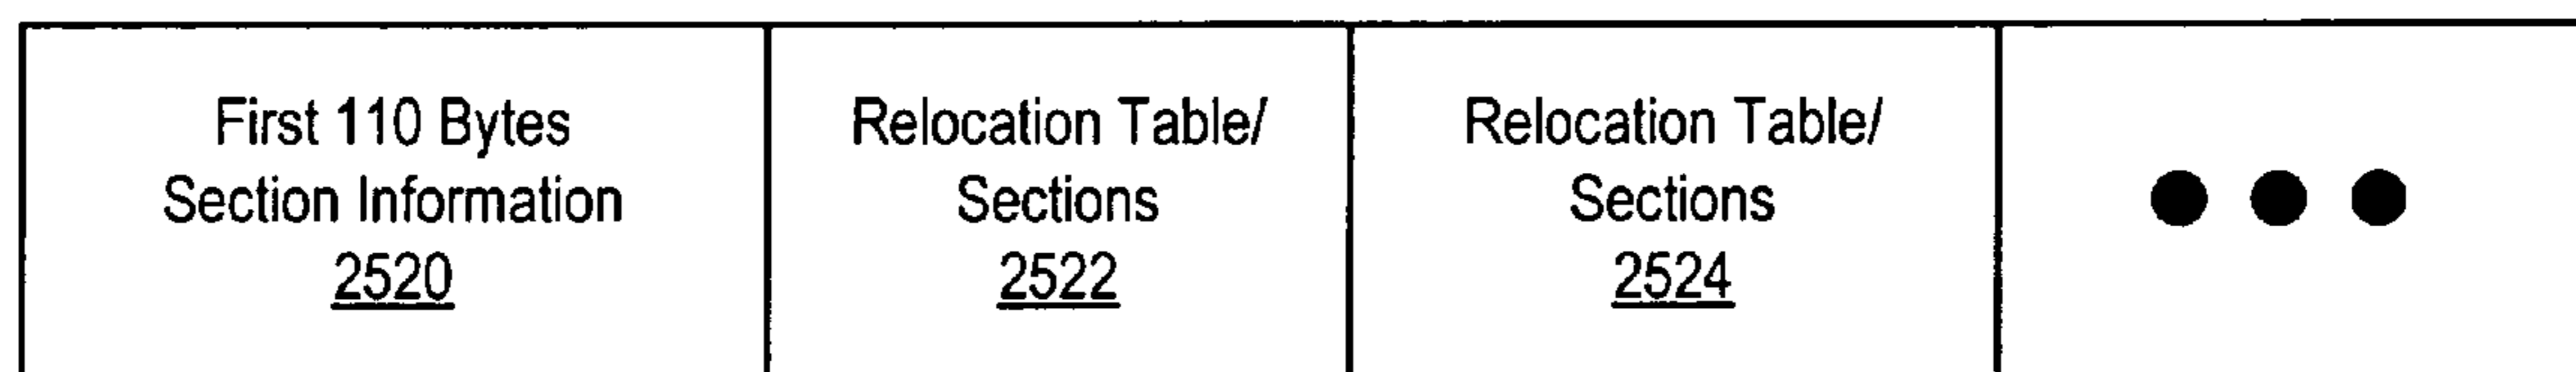 First 110 Bytes
Section Information
2520
Relocation Table/
Sections
2522
Relocation Table/
Sections
2524